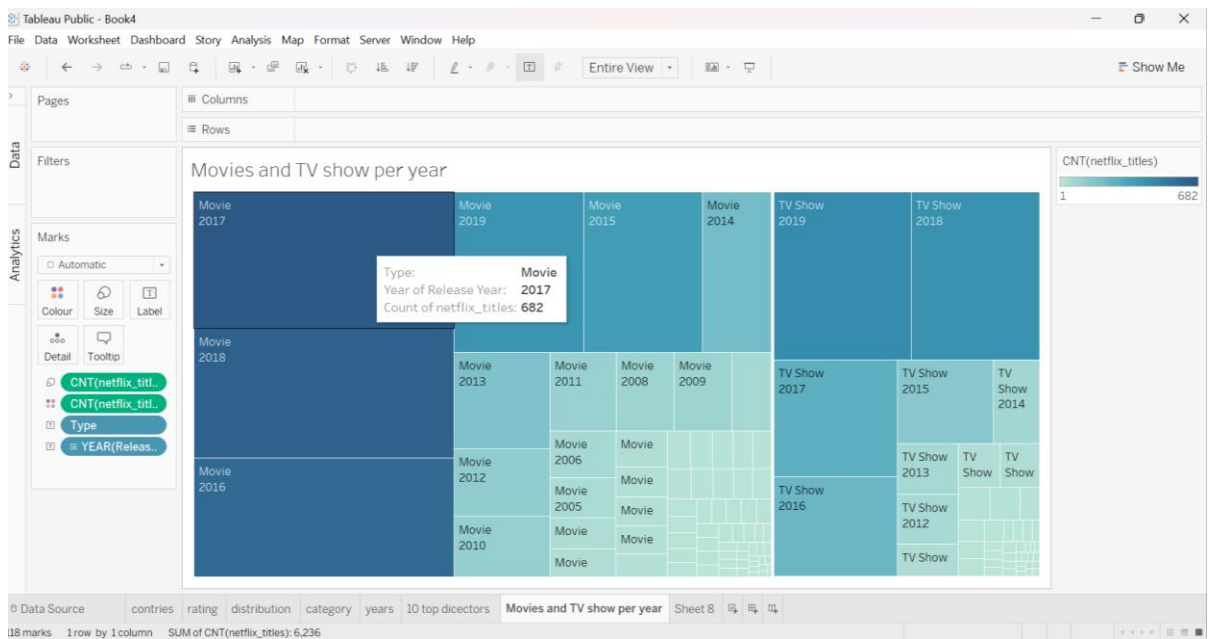 Tableau Public - Book4
File Data Worksheet Dashboard Story Analysis Map Format Server Window Help
Entire View
Show Me
Pages
Columns
Rows
Data
Analytics
Filters
Marks
Automatic
Colour Size Label
Detail Tooltip
CNT(netflix_titl..
CNT(netflix_titl..
Type
YEAR(Releas..
Movies and TV show per year
Movie
2017
Movie
2018
Movie
2016
Movie
2019
Movie
2015
Movie
2014
Type: Movie
Year of Release Year: 2017
Count of netflix_titles: 682
Movie
2013
Movie
2012
Movie
2010
Movie
2011
Movie
2008
Movie
2009
Movie
2006
Movie
2005
Movie
Movie
Movie
Movie
Movie
Movie
TV Show
2019
TV Show
2018
TV Show
2017
TV Show
2016
TV Show
2015
TV
Show
2014
TV Show
2013
TV
Show
TV
Show
TV Show
2012
TV Show
CNT(netflix_titles)
1 682
Data Source contries rating distribution category years 10 top dicectors Movies and TV show per year Sheet 8
118 marks 1 row by 1 column SUM of CNT(netflix_titles): 6,236